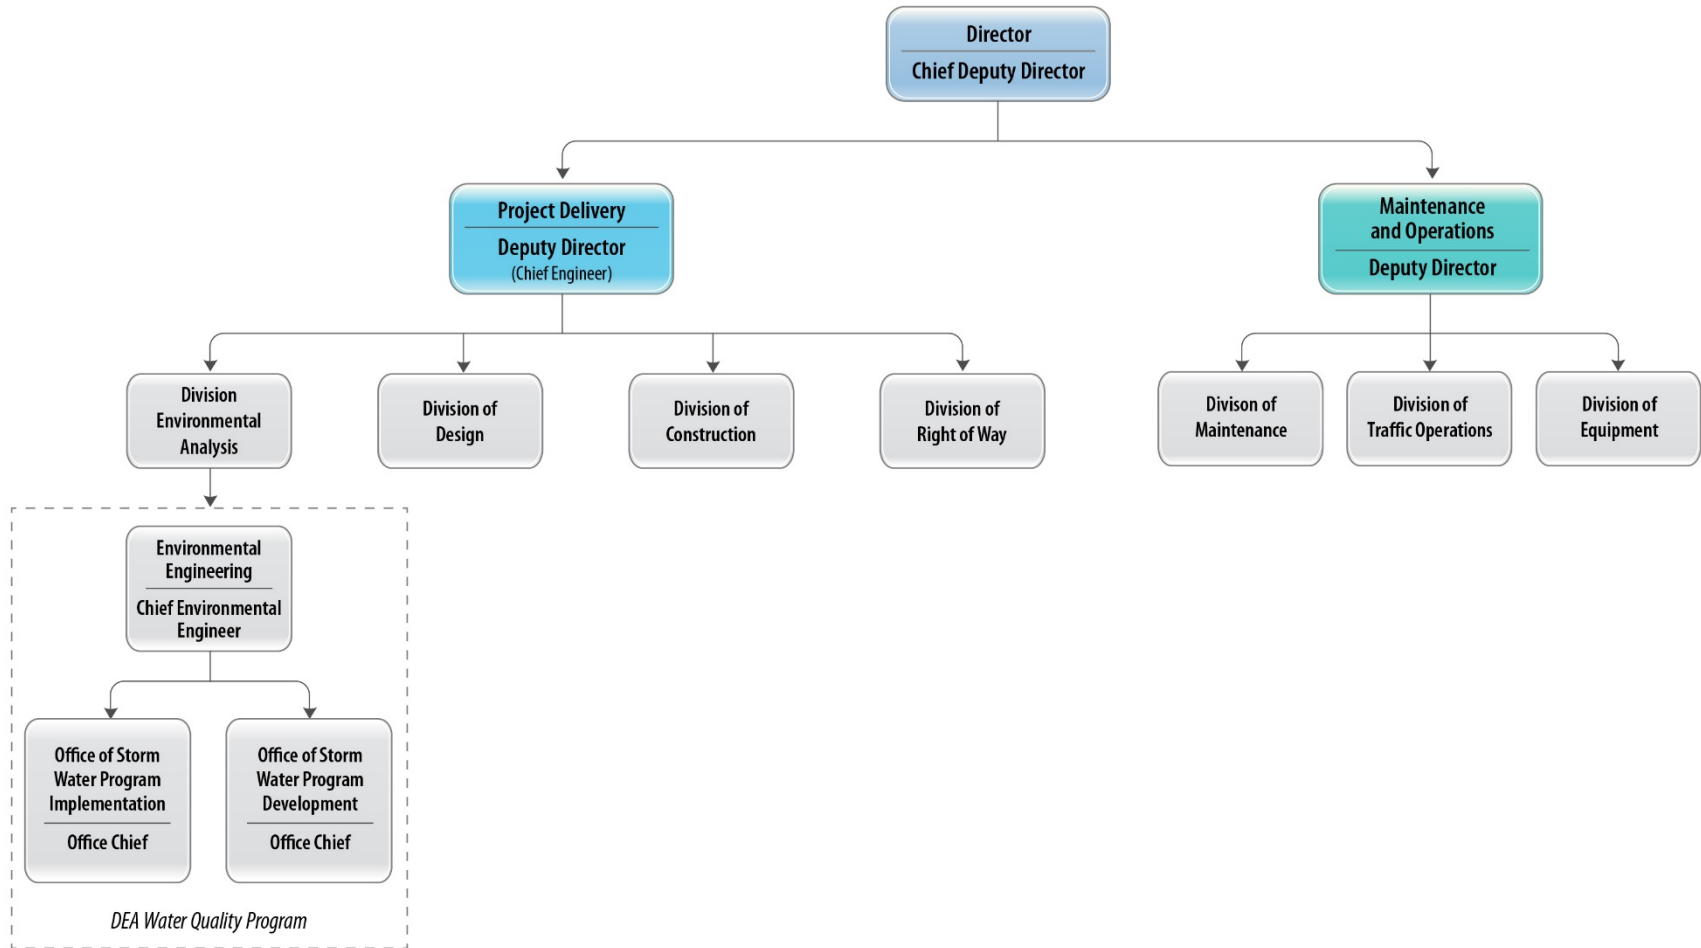 Director
Chief Deputy Director
Project Delivery
Deputy Director
(Chief Engineer)
Maintenance
and Operations
Deputy Director
Division
Environmental
Analysis
Division of
Design
Division of
Construction
Division of
Right of Way
Divison of
Maintenance
Division of
Traffic Operations
Division of
Equipment
Environmental
Engineering
Chief Environmental
Engineer
Office of Storm
Water Program
Implementation
Office Chief
Office of Storm
Water Program
Development
Office Chief
DEA Water Quality Program